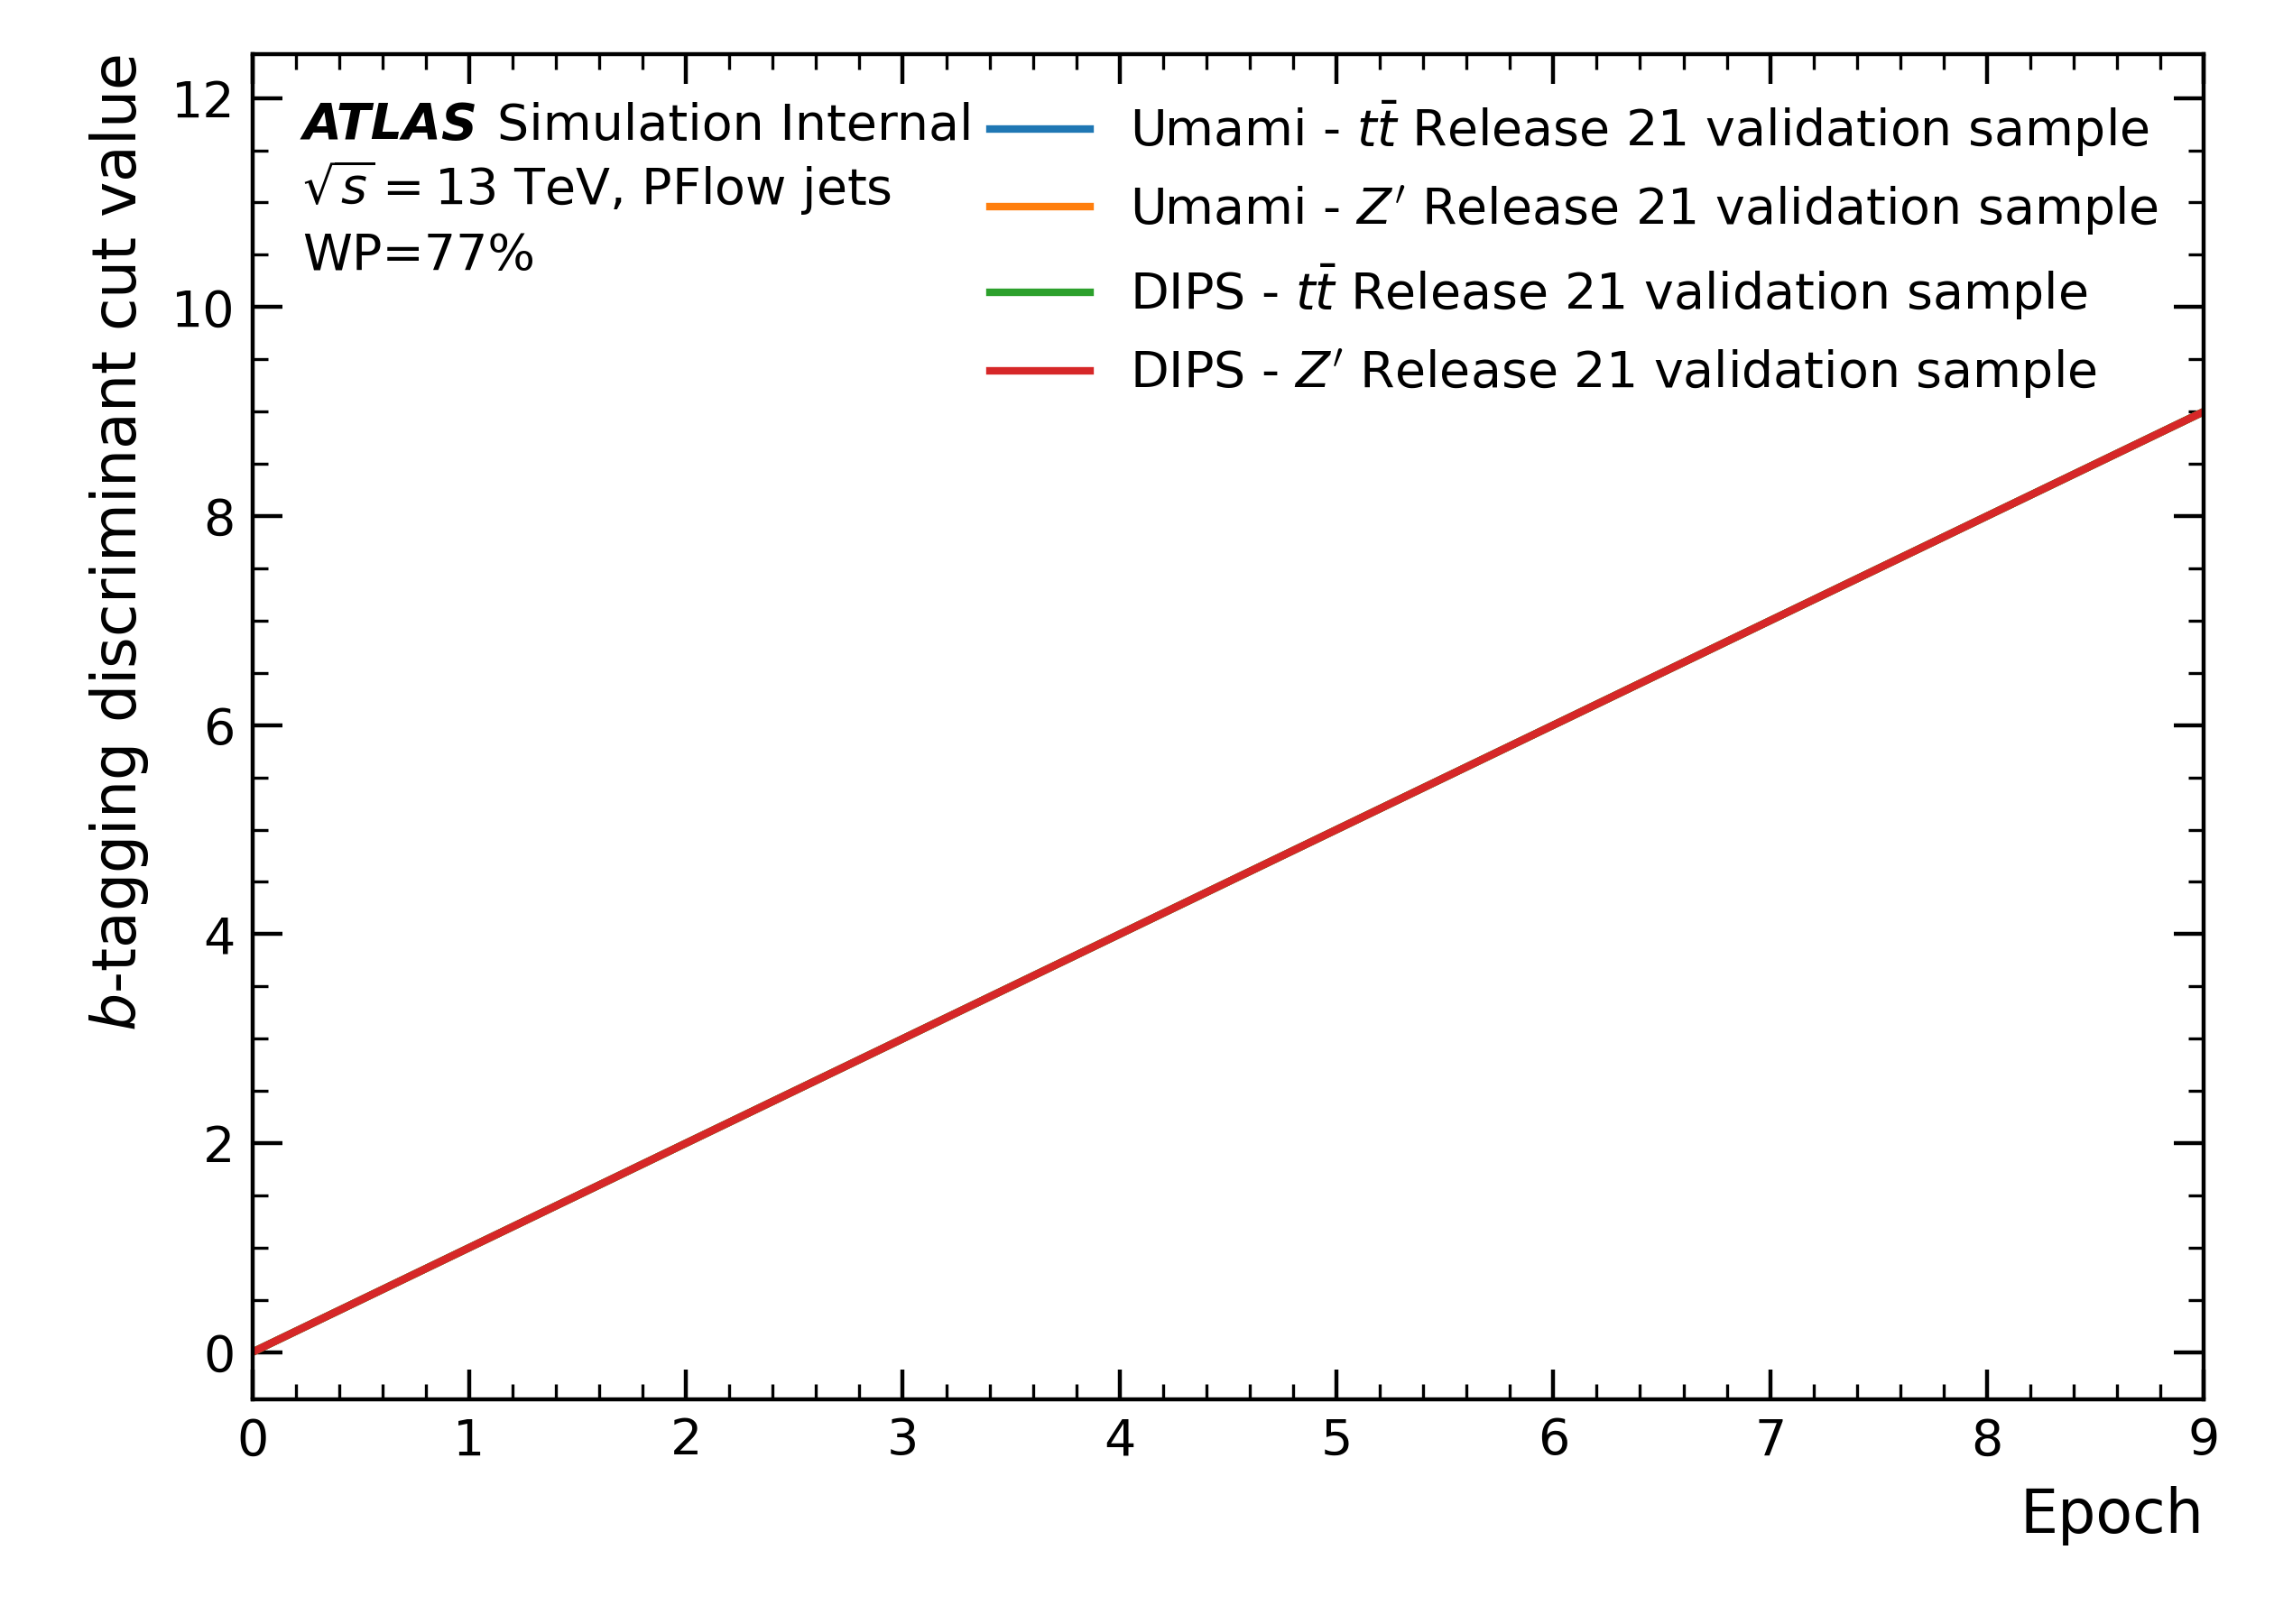 b-tagging discriminant cut value
12
10
8
6
4
2
0
ATLAS Simulation Internal
√s = 13 TeV, PFlow jets
WP=77%
Umami - tt̄ Release 21 validation sample
Umami - Z′ Release 21 validation sample
DIPS - tt̄ Release 21 validation sample
DIPS - Z′ Release 21 validation sample
0 1 2 3 4 5 6 7 8 9
Epoch